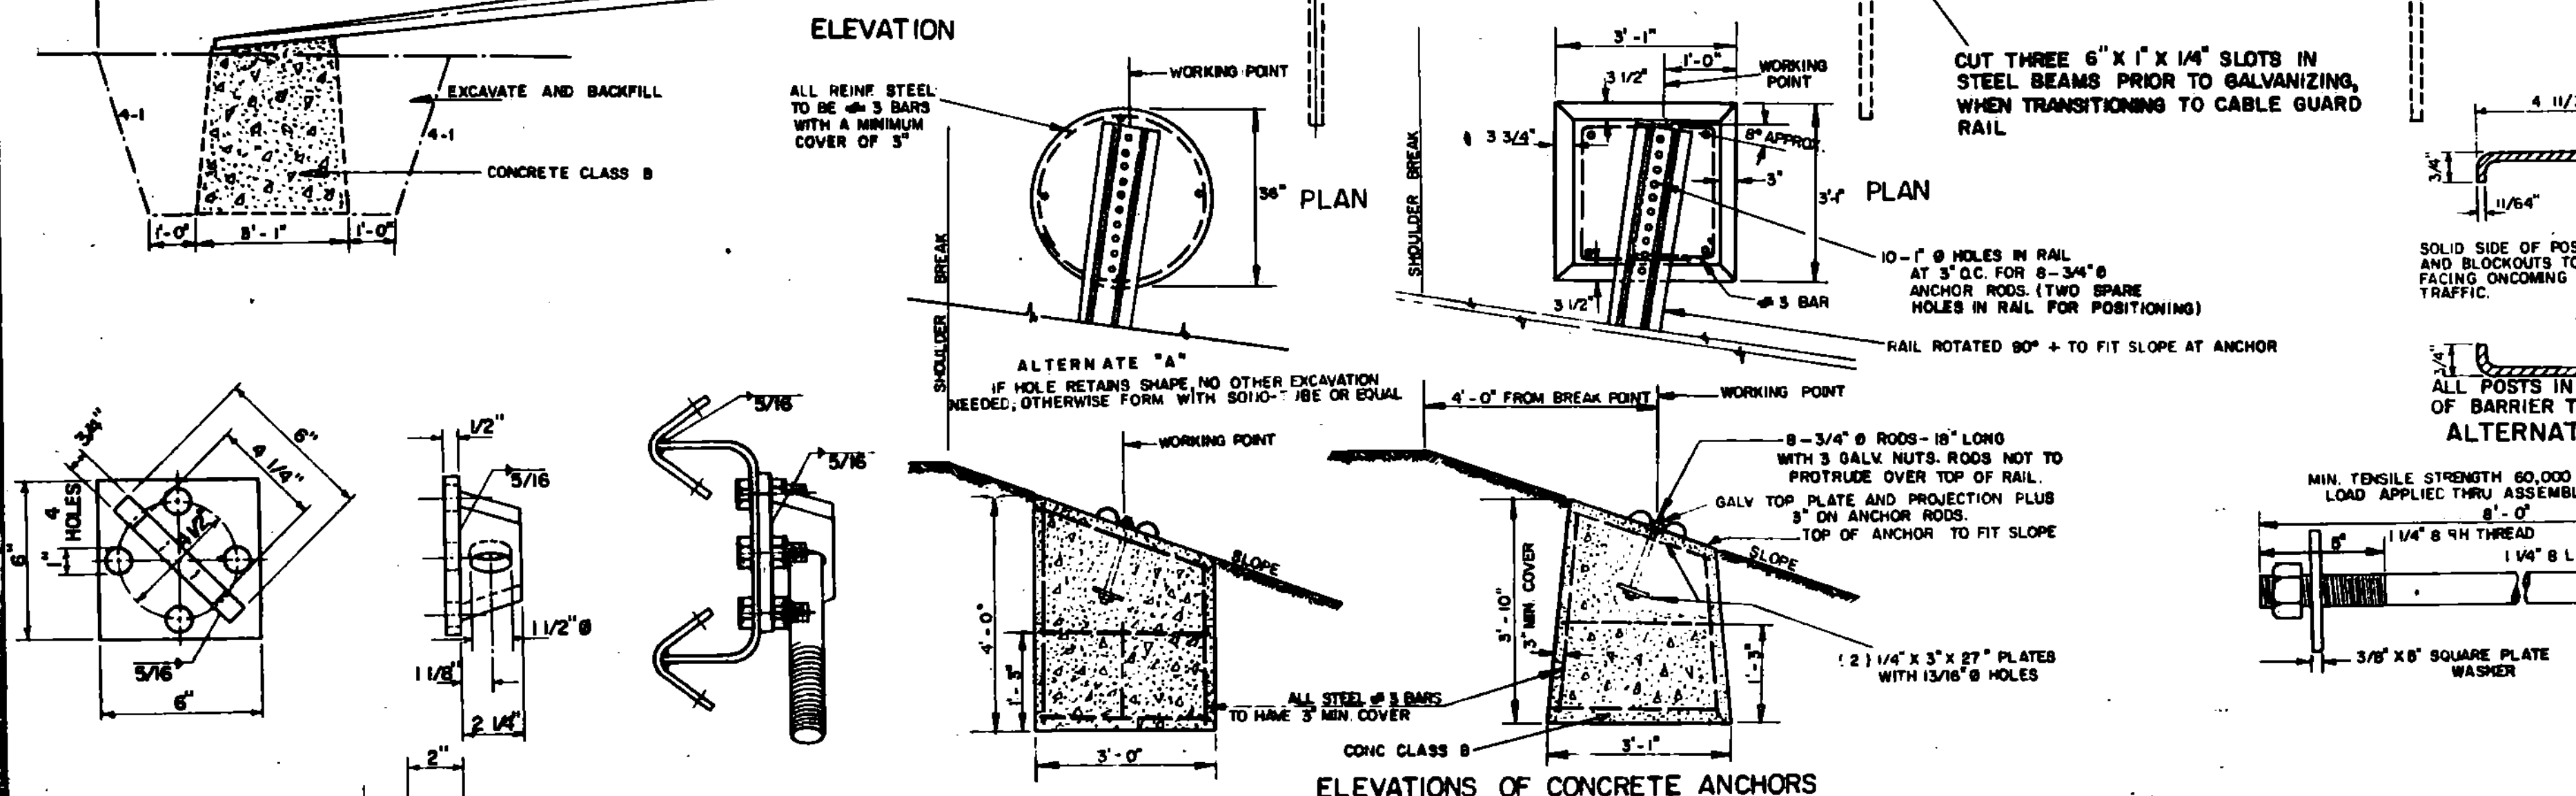 ELEVATION
EXCAVATE AND BACKFILL
4-1
4-1
CONCRETE CLASS B
1'-0"
3'-1"
1'-0"
ALL REINF STEEL
TO BE # 3 BARS
WITH A MINIMUM
COVER OF 3"
WORKING POINT
36"
PLAN
SHOULDER BREAK
ALTERNATE "A"
IF HOLE RETAINS SHAPE, NO OTHER EXCAVATION
NEEDED; OTHERWISE FORM WITH OR EQUAL
3'-1"
1'-0"
WORKING
POINT
3 1/2"
3 3/4"
8° APPROX.
3"
3'-1"
PLAN
SHOULDER BREAK
3 1/2"
# 3 BAR
10-1" Ø HOLES IN RAIL
AT 3" O.C. FOR 8-3/4" Ø
ANCHOR RODS. (TWO SPARE
HOLES IN RAIL FOR POSITIONING)
RAIL ROTATED 90° + TO FIT SLOPE AT ANCHOR
CUT THREE 6" X 1" X 1/4" SLOTS IN
STEEL BEAMS PRIOR TO GALVANIZING,
WHEN TRANSITIONING TO CABLE GUARD
RAIL
4 11/
3/4"
11/64"
SOLID SIDE OF POS
AND BLOCKOUTS TO
FACING ONCOMING
TRAFFIC.
3/4"
ALL POSTS IN
OF BARRIER T
ALTERNAT
3/4"
6"
4 1/4"
4 1/2"
4
HOLES
1"
6"
5/16
6"
1/2"
5/16
1 1/2" Ø
1 1/8"
2 1/4"
2"
5/16
5/16
WORKING POINT
SLOPE
4'-0"
1'-3"
3'-0"
ALL STEEL # 3 BARS
TO HAVE 3" MIN. COVER
CONC CLASS B
4'-0" FROM BREAK POINT
WORKING POINT
8-3/4" Ø RODS-18" LONG
WITH 3 GALV. NUTS. RODS NOT TO
PROTRUDE OVER TOP OF RAIL.
GALV TOP PLATE AND PROJECTION PLUS
3" ON ANCHOR RODS.
TOP OF ANCHOR TO FIT SLOPE
SLOPE
3'-10"
3" MIN. COVER
1'-3"
3'-1"
(2) 1/4" X 3" X 27" PLATES
WITH 13/16" Ø HOLES
ELEVATIONS OF CONCRETE ANCHORS
MIN. TENSILE STRENGTH 60,000
LOAD APPLIED THRU ASSEMBL
8'-0"
1 1/4" 8 RH THREAD
1 1/4" 8 L
3/8" X 8" SQUARE PLATE
WASHER